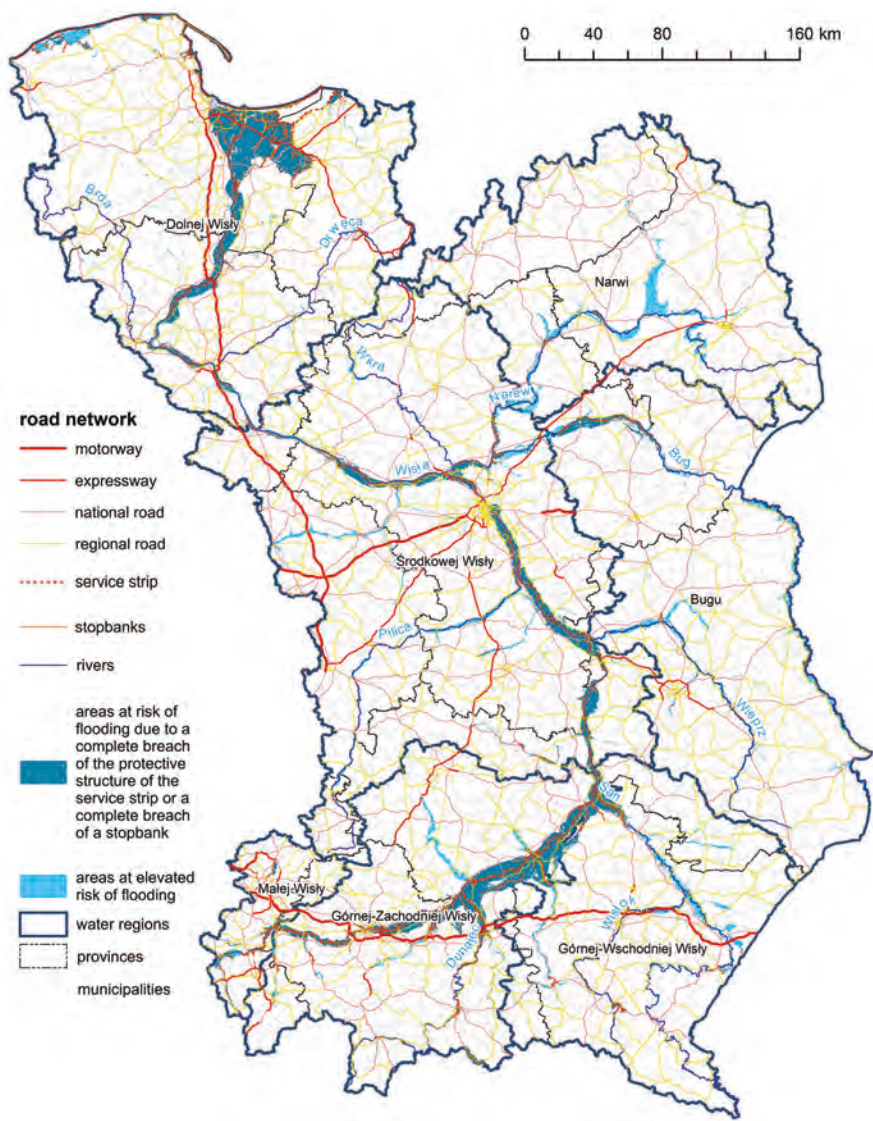 0 40 80 160 km
Brda
Dolnej Wisły
Drwęca
Narwi
Wkra
Narew
Wisła
Bug
Środkowej Wisły
Bugu
Pilica
Wieprz
San
Małej-Wisły
Górnej-Zachodniej Wisły
Dunajec
Wisłok
Górnej-Wschodniej Wisły
road network
motorway
expressway
national road
regional road
service strip
stopbanks
rivers
areas at risk of
flooding due to a
complete breach
of the protective
structure of the
service strip or a
complete breach
of a stopbank
areas at elevated
risk of flooding
water regions
provinces
municipalities